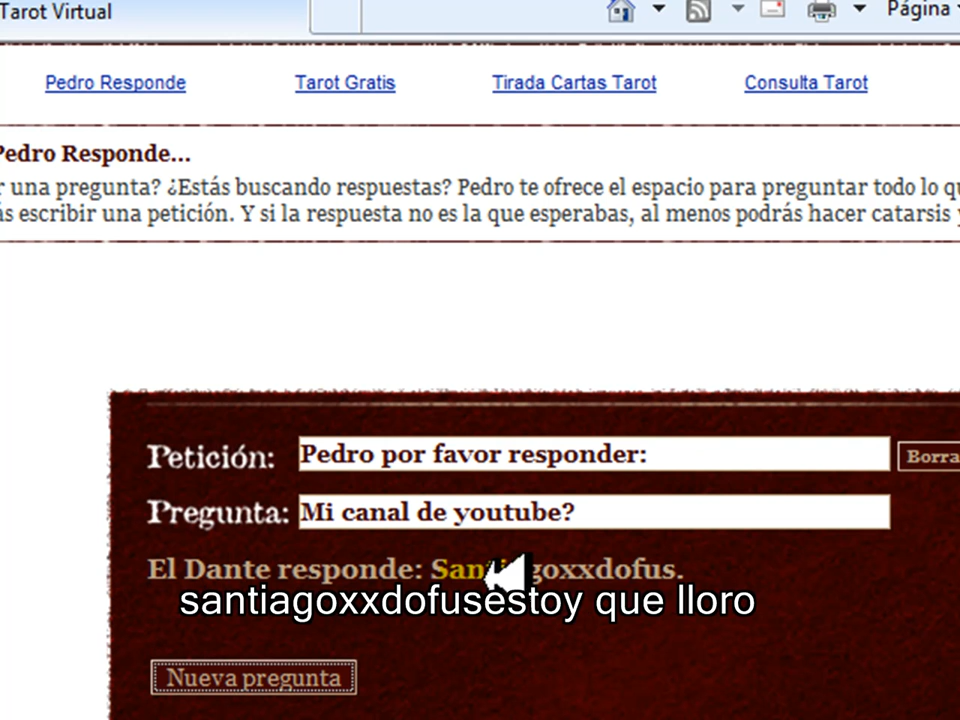 Tarot Virtual
Página
Pedro Responde Tarot Gratis Tirada Cartas Tarot Consulta Tarot
Pedro Responde...
r una pregunta? ¿Estás buscando respuestas? Pedro te ofrece el espacio para preguntar todo lo qu
ás escribir una petición. Y si la respuesta no es la que esperabas, al menos podrás hacer catarsis y
Petición: Pedro por favor responder: Borra
Pregunta: Mi canal de youtube?
El Dante responde: Santiagoxxdofus.
santiagoxxdofusestoy que lloro
Nueva pregunta